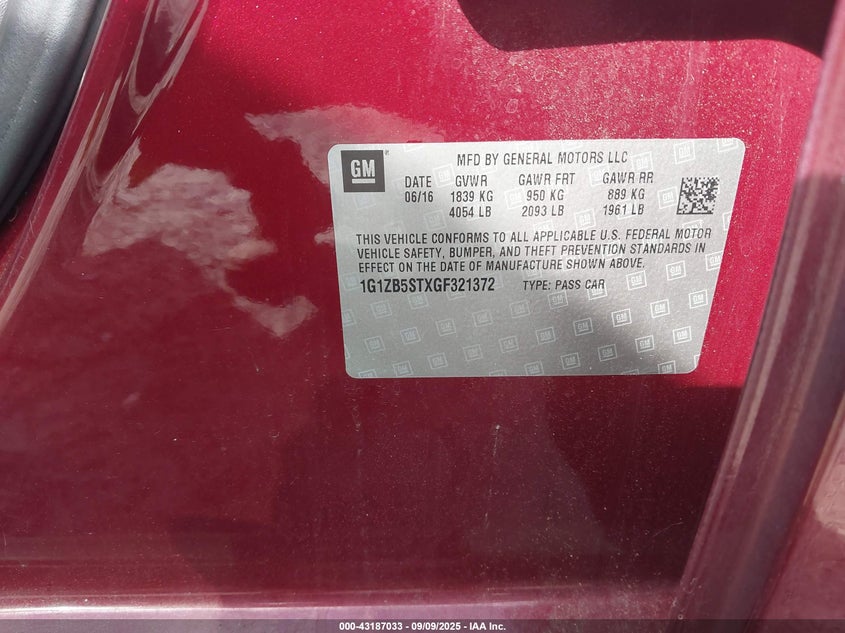 GM
MFD BY GENERAL MOTORS LLC
DATE GVWR GAWR FRT GAWR RR
06/16 1839 KG 950 KG 889 KG
4054 LB 2093 LB 1961 LB
THIS VEHICLE CONFORMS TO ALL APPLICABLE U.S. FEDERAL MOTOR
VEHICLE SAFETY, BUMPER, AND THEFT PREVENTION STANDARDS IN
EFFECT ON THE DATE OF MANUFACTURE SHOWN ABOVE.
1G1ZB5STXGF321372 TYPE: PASS CAR
000-43187033 / 09/09/2025 - IAA Inc.